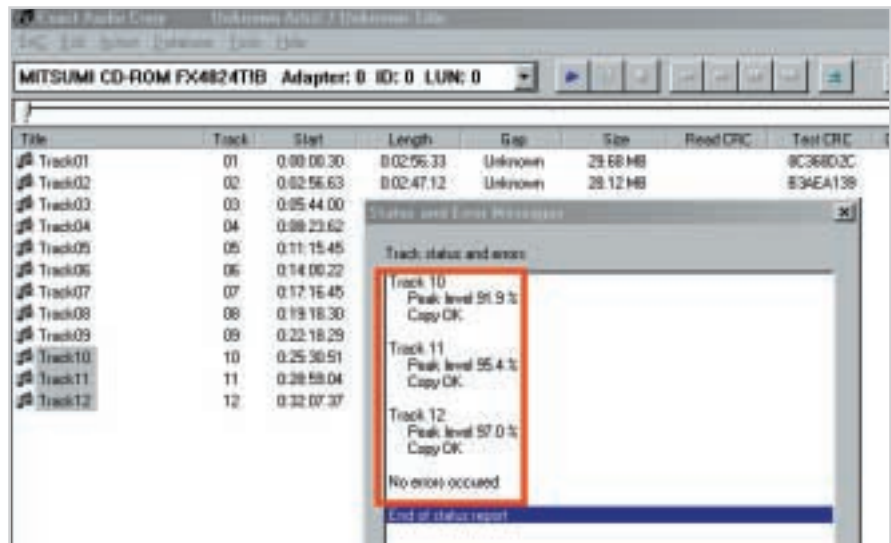 Exact Audio Copy Unknown Artist / Unknown Title
EAC Edit Action Database Tools Help
MITSUMI CD-ROM FX4824TIB Adapter: 0 ID: 0 LUN: 0
Title Track Start Length Gap Size Read CRC Test CRC
Track01 01 0:00:00.30 0:02:56.33 Unknown 29.68 MB 0C368D2C
Track02 02 0:02:56.63 0:02:47.12 Unknown 28.12 MB 83AEA139
Track03 03 0:05:44.00
Track04 04 0:08:23.62
Track05 05 0:11:15.45
Track06 06 0:14:00.22
Track07 07 0:17:16.45
Track08 08 0:19:18.30
Track09 09 0:22:18.29
Track10 10 0:25:30.51
Track11 11 0:28:59.04
Track12 12 0:32:07.37
Status and Error Messages
Track status and errors
Track 10
Peak level 91.9 %
Copy OK
Track 11
Peak level 95.4 %
Copy OK
Track 12
Peak level 97.0 %
Copy OK
No errors occured
End of status report